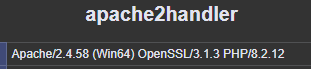 apache2handler
Apache/2.4.58 (Win64) OpenSSL/3.1.3 PHP/8.2.12